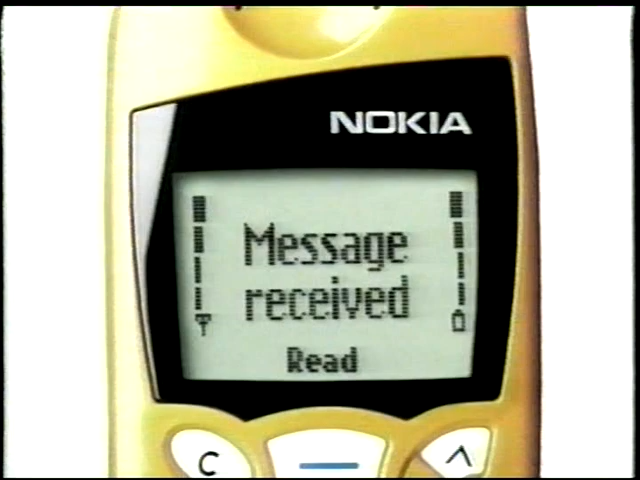 NOKIA
Message
received
Read
C